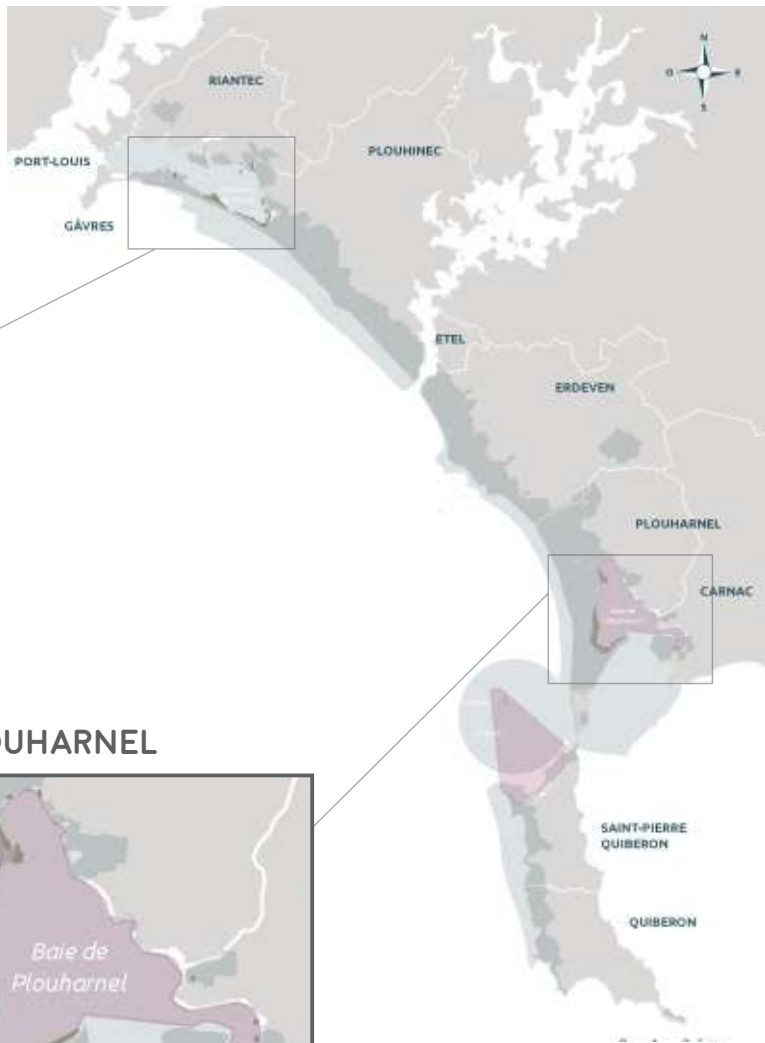 N
O
E
S
RIANTEC
PORT-LOUIS
PLOUHINEC
GÂVRES
ETEL
ERDEVEN
PLOUHARNEL
CARNAC
OUHARNEL
SAINT-PIERRE
QUIBERON
QUIBERON
Baie de
Plouharnel